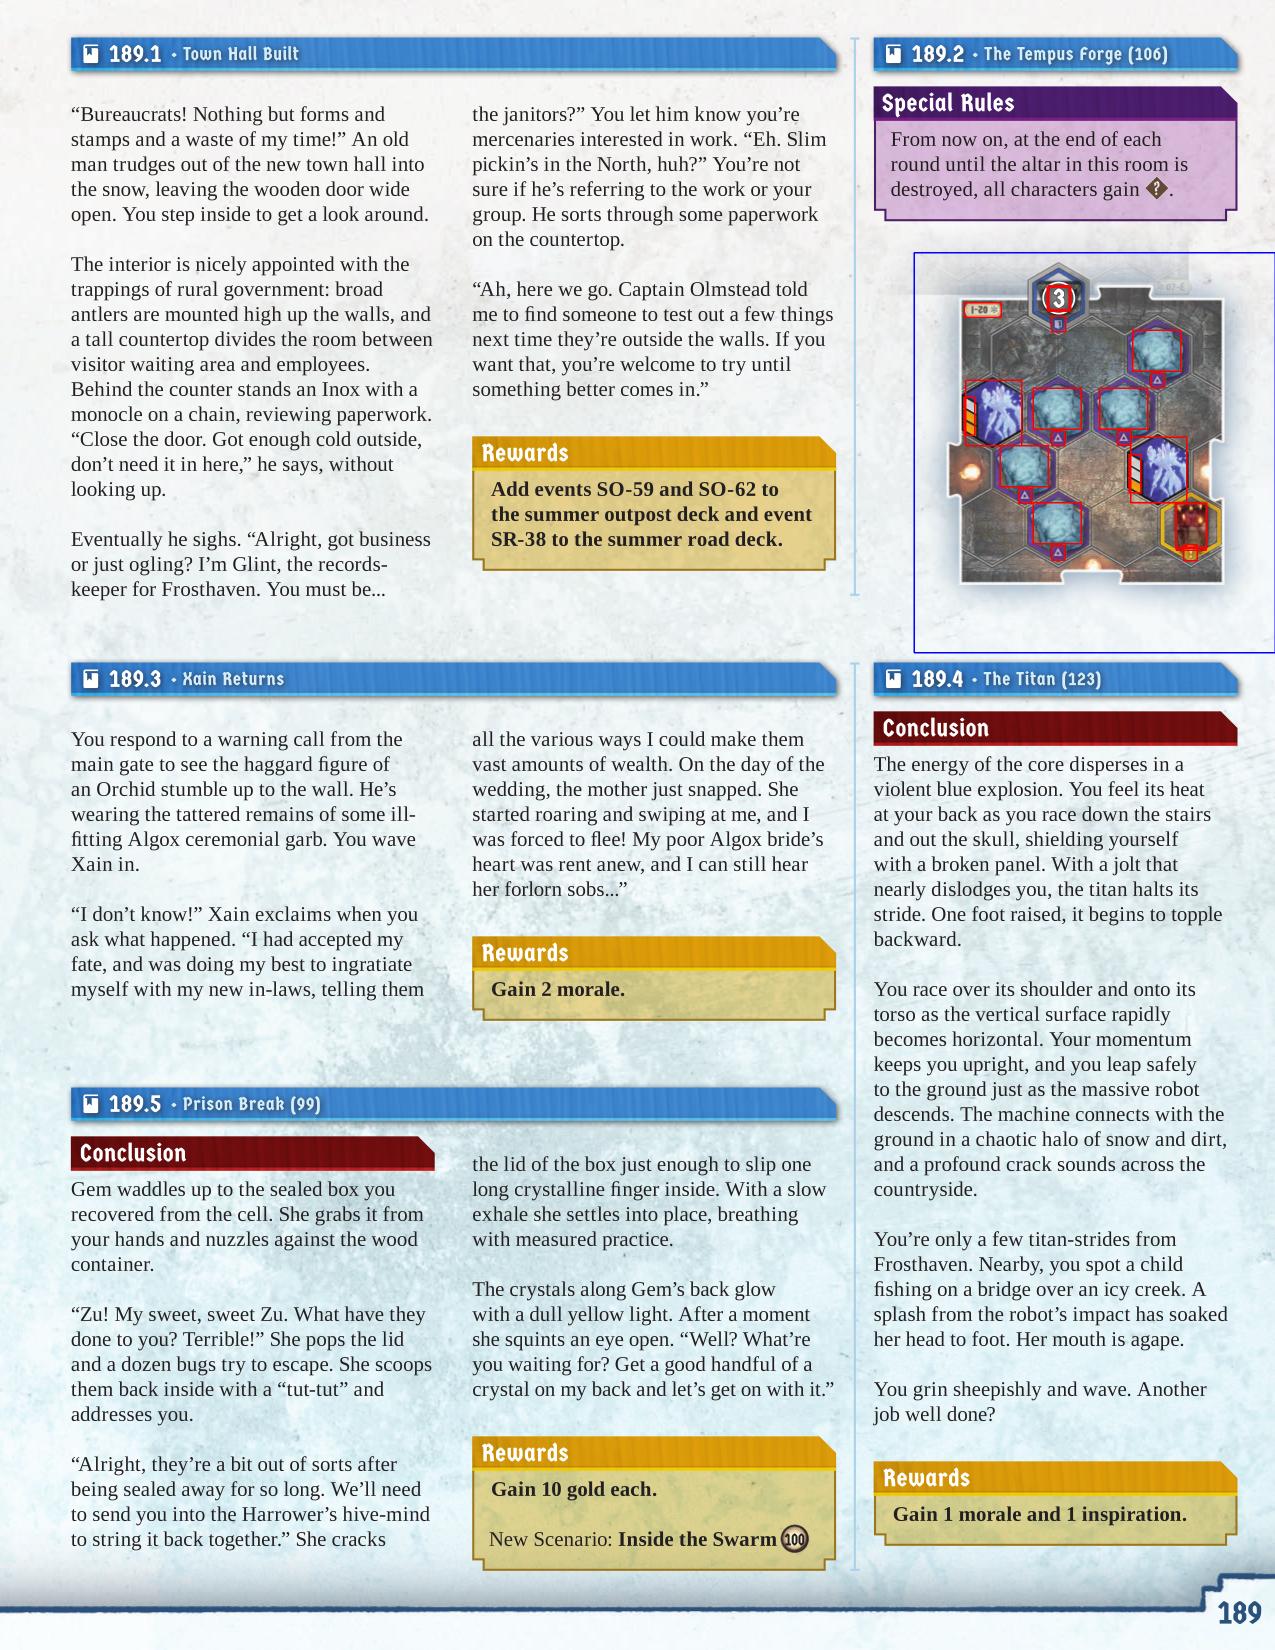 189.1 • Town Hall Built
“Bureaucrats! Nothing but forms and
stamps and a waste of my time!” An old
man trudges out of the new town hall into
the snow, leaving the wooden door wide
open. You step inside to get a look around.
The interior is nicely appointed with the
trappings of rural government: broad
antlers are mounted high up the walls, and
a tall countertop divides the room between
visitor waiting area and employees.
Behind the counter stands an Inox with a
monocle on a chain, reviewing paperwork.
“Close the door. Got enough cold outside,
don’t need it in here,” he says, without
looking up.
Eventually he sighs. “Alright, got business
or just ogling? I’m Glint, the records-
keeper for Frosthaven. You must be...
the janitors?” You let him know you’re
mercenaries interested in work. “Eh. Slim
pickin’s in the North, huh?” You’re not
sure if he’s referring to the work or your
group. He sorts through some paperwork
on the countertop.
“Ah, here we go. Captain Olmstead told
me to find someone to test out a few things
next time they’re outside the walls. If you
want that, you’re welcome to try until
something better comes in.”
Rewards
Add events SO-59 and SO-62 to
the summer outpost deck and event
SR-38 to the summer road deck.
189.2 • The Tempus Forge (106)
Special Rules
From now on, at the end of each
round until the altar in this room is
destroyed, all characters gain ?.
3
189.3 • Xain Returns
You respond to a warning call from the
main gate to see the haggard figure of
an Orchid stumble up to the wall. He’s
wearing the tattered remains of some ill-
fitting Algox ceremonial garb. You wave
Xain in.
“I don’t know!” Xain exclaims when you
ask what happened. “I had accepted my
fate, and was doing my best to ingratiate
myself with my new in-laws, telling them
all the various ways I could make them
vast amounts of wealth. On the day of the
wedding, the mother just snapped. She
started roaring and swiping at me, and I
was forced to flee! My poor Algox bride’s
heart was rent anew, and I can still hear
her forlorn sobs...”
Rewards
Gain 2 morale.
189.4 • The Titan (123)
Conclusion
The energy of the core disperses in a
violent blue explosion. You feel its heat
at your back as you race down the stairs
and out the skull, shielding yourself
with a broken panel. With a jolt that
nearly dislodges you, the titan halts its
stride. One foot raised, it begins to topple
backward.
You race over its shoulder and onto its
torso as the vertical surface rapidly
becomes horizontal. Your momentum
keeps you upright, and you leap safely
to the ground just as the massive robot
descends. The machine connects with the
ground in a chaotic halo of snow and dirt,
and a profound crack sounds across the
countryside.
You’re only a few titan-strides from
Frosthaven. Nearby, you spot a child
fishing on a bridge over an icy creek. A
splash from the robot’s impact has soaked
her head to foot. Her mouth is agape.
You grin sheepishly and wave. Another
job well done?
Rewards
Gain 1 morale and 1 inspiration.
189.5 • Prison Break (99)
Conclusion
Gem waddles up to the sealed box you
recovered from the cell. She grabs it from
your hands and nuzzles against the wood
container.
“Zu! My sweet, sweet Zu. What have they
done to you? Terrible!” She pops the lid
and a dozen bugs try to escape. She scoops
them back inside with a “tut-tut” and
addresses you.
“Alright, they’re a bit out of sorts after
being sealed away for so long. We’ll need
to send you into the Harrower’s hive-mind
to string it back together.” She cracks
the lid of the box just enough to slip one
long crystalline finger inside. With a slow
exhale she settles into place, breathing
with measured practice.
The crystals along Gem’s back glow
with a dull yellow light. After a moment
she squints an eye open. “Well? What’re
you waiting for? Get a good handful of a
crystal on my back and let’s get on with it.”
Rewards
Gain 10 gold each.
New Scenario: Inside the Swarm 100
189